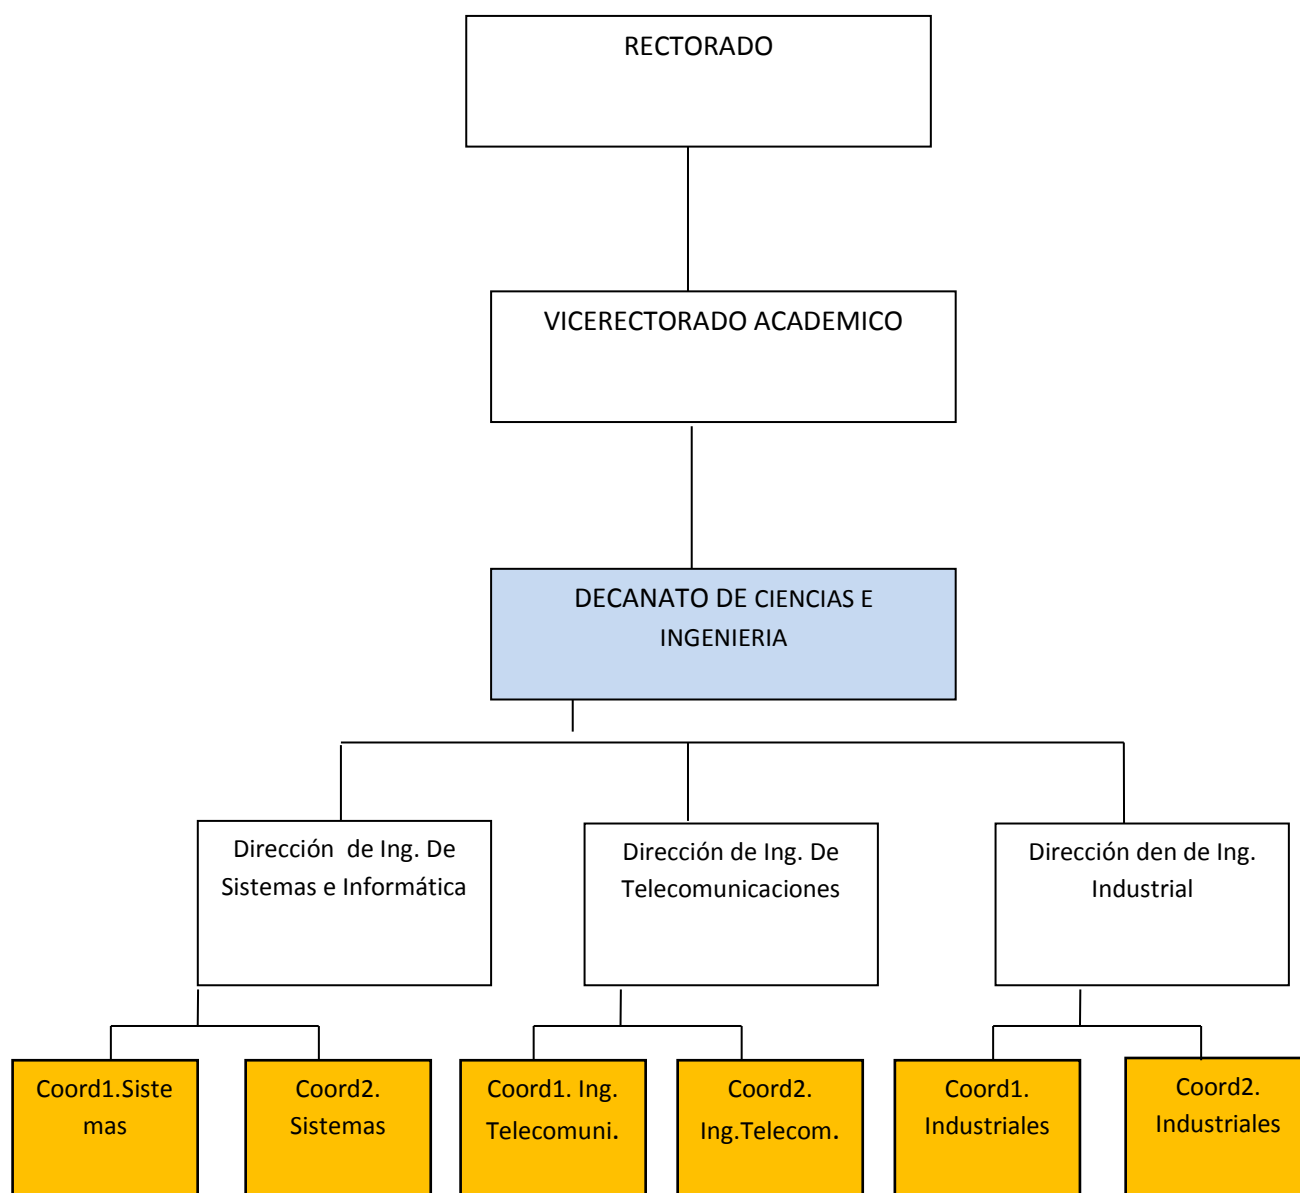 RECTORADO
VICERECTORADO ACADEMICO
DECANATO DE CIENCIAS E
INGENIERIA
Dirección de Ing. De
Sistemas e Informática
Dirección de Ing. De
Telecomunicaciones
Dirección den de Ing.
Industrial
Coord1.Siste
mas
Coord2.
Sistemas
Coord1. Ing.
Telecomuni.
Coord2.
Ing.Telecom.
Coord1.
Industriales
Coord2.
Industriales